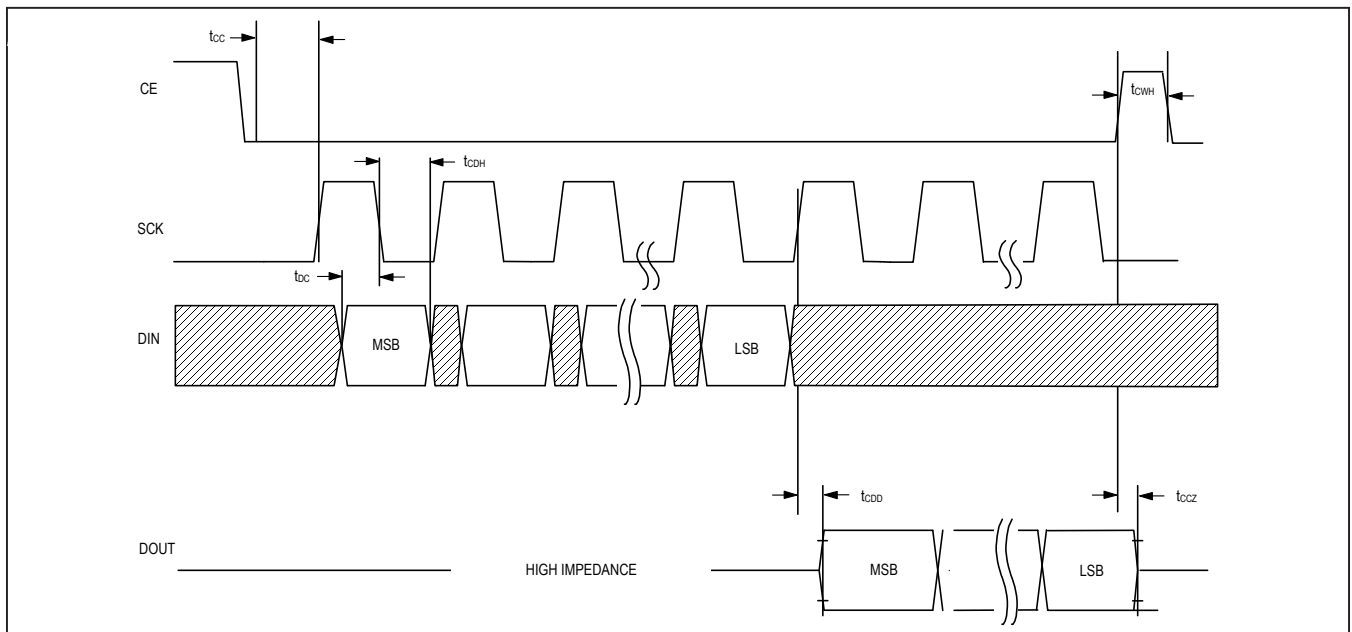 tCC
CE
tCWH
tCDH
SCK
tDC
DIN
MSB
LSB
tCDD
tCCZ
DOUT
HIGH IMPEDANCE
MSB
LSB